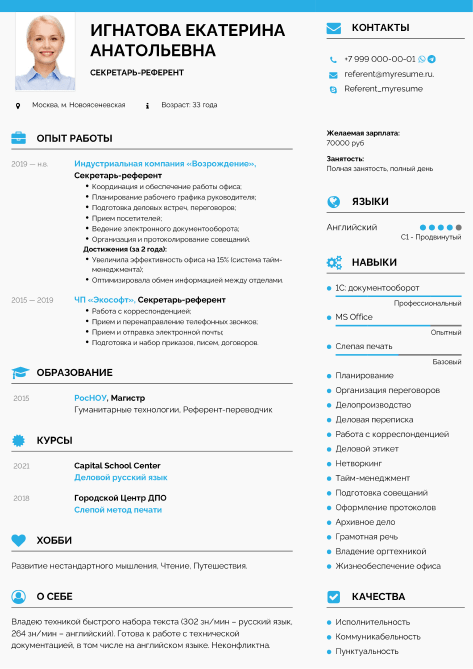 ИГНАТОВА ЕКАТЕРИНА
АНАТОЛЬЕВНА
СЕКРЕТАРЬ-РЕФЕРЕНТ
Москва, м. Новоясеневская
Возраст: 33 года
ОПЫТ РАБОТЫ
2019 — н.в.
Индустриальная компания «Возрождение»,
Секретарь-референт
Координация и обеспечение работы офиса;
Планирование рабочего графика руководителя;
Подготовка деловых встреч, переговоров;
Прием посетителей;
Ведение электронного документооборота;
Организация и протоколирование совещаний.
Достижения (за 2 года):
Увеличила эффективность офиса на 15% (система тайм-
менеджмента);
Оптимизировала обмен информацией между отделами.
2015 — 2019
ЧП «Экософт», Секретарь-референт
Работа с корреспонденцией;
Прием и перенаправление телефонных звонков;
Прием и отправка электронной почты;
Подготовка и набор приказов, писем, договоров.
ОБРАЗОВАНИЕ
2015
РосНОУ, Магистр
Гуманитарные технологии, Референт-переводчик
КУРСЫ
2021
Capital School Center
Деловой русский язык
2018
Городской Центр ДПО
Слепой метод печати
ХОББИ
Развитие нестандартного мышления, Чтение, Путешествия.
О СЕБЕ
Владею техникой быстрого набора текста (302 зн/мин – русский язык,
264 зн/мин – английский). Готова к работе с технической
документацией, в том числе на английском языке. Неконфликтна.
КОНТАКТЫ
+7 999 000-00-01
referent@myresume.ru.
Referent_myresume
Желаемая зарплата:
70000 руб
Занятость:
Полная занятость, полный день
ЯЗЫКИ
Английский
C1 - Продвинутый
НАВЫКИ
1С: документооборот
Профессиональный
MS Office
Опытный
Слепая печать
Базовый
Планирование
Организация переговоров
Делопроизводство
Деловая переписка
Работа с корреспонденцией
Деловой этикет
Нетворкинг
Тайм-менеджмент
Подготовка совещаний
Оформление протоколов
Архивное дело
Грамотная речь
Владение оргтехникой
Жизнеобеспечение офиса
КАЧЕСТВА
Исполнительность
Коммуникабельность
Пунктуальность